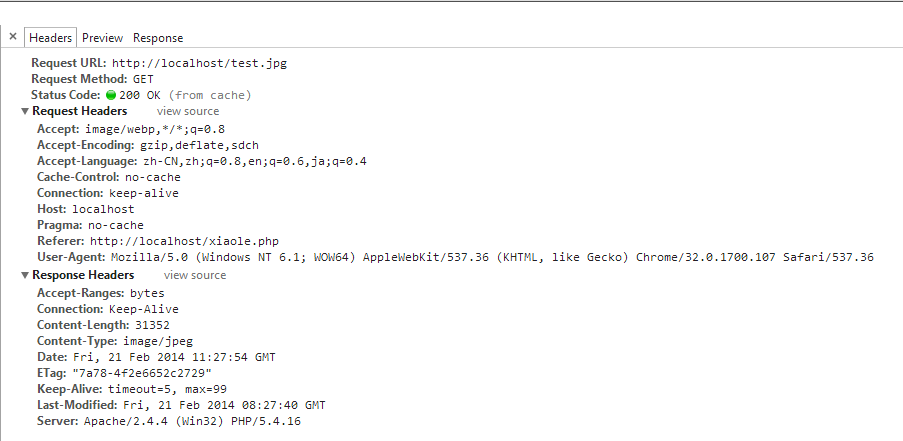 × Headers Preview Response
Request URL: http://localhost/test.jpg
Request Method: GET
Status Code: 200 OK (from cache)
▼ Request Headers view source
Accept: image/webp,*/*;q=0.8
Accept-Encoding: gzip,deflate,sdch
Accept-Language: zh-CN,zh;q=0.8,en;q=0.6,ja;q=0.4
Cache-Control: no-cache
Connection: keep-alive
Host: localhost
Pragma: no-cache
Referer: http://localhost/xiaole.php
User-Agent: Mozilla/5.0 (Windows NT 6.1; WOW64) AppleWebKit/537.36 (KHTML, like Gecko) Chrome/32.0.1700.107 Safari/537.36
▼ Response Headers view source
Accept-Ranges: bytes
Connection: Keep-Alive
Content-Length: 31352
Content-Type: image/jpeg
Date: Fri, 21 Feb 2014 11:27:54 GMT
ETag: "7a78-4f2e6652c2729"
Keep-Alive: timeout=5, max=99
Last-Modified: Fri, 21 Feb 2014 08:27:40 GMT
Server: Apache/2.4.4 (Win32) PHP/5.4.16